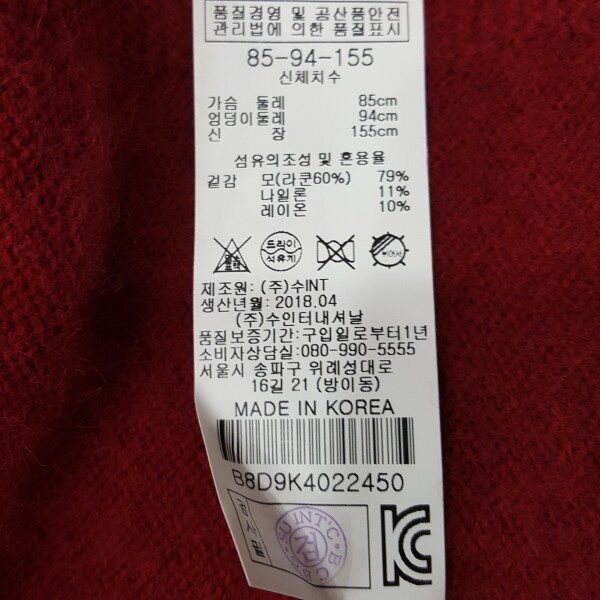 품질경영 및 공산품안전
관리법에 의한 품질표시
85-94-155
신체치수
가슴 둘레 85cm
엉덩이둘레 94cm
신 장 155cm
섬유의조성 및 혼용율
겉감 모(라쿤60%) 79%
나일론 11%
레이온 10%
드라이
석유계
뉘어서
제조원: (주)수INT
생산년월: 2018.04
(주)수인터내셔날
품질보증기간:구입일로부터1년
소비자상담실:080-990-5555
서울시 송파구 위례성대로
16길 21 (방이동)
MADE IN KOREA
B8D9K4022450
SU INT'C
검